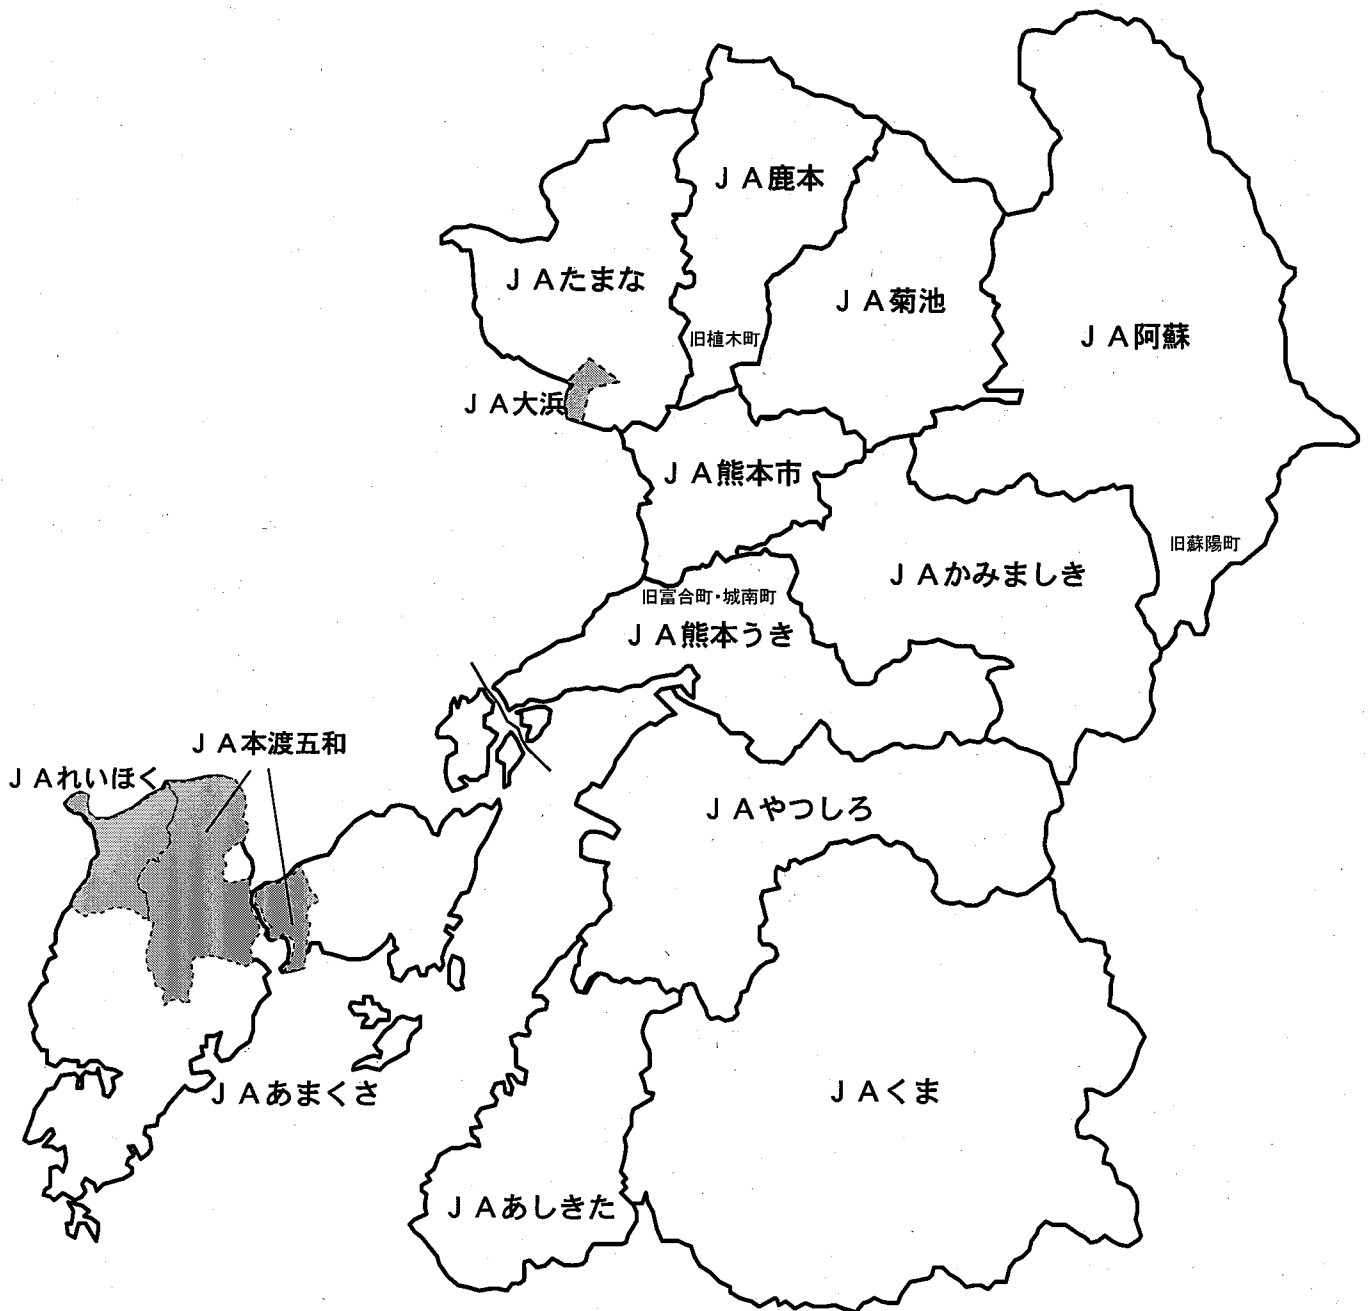 ＪＡ鹿本
ＪＡたまな
ＪＡ菊池
ＪＡ阿蘇
旧植木町
ＪＡ大浜
ＪＡ熊本市
旧蘇陽町
ＪＡかみましき
旧富合町・城南町
ＪＡ熊本うき
ＪＡ本渡五和
ＪＡれいほく
ＪＡやつしろ
ＪＡあまくさ
ＪＡくま
ＪＡあしきた